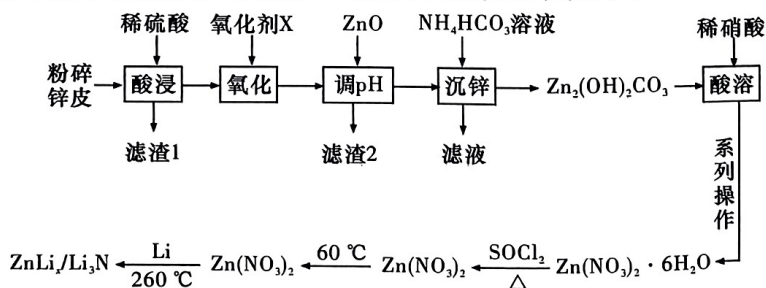 稀硫酸 氧化剂X ZnO NH₄HCO₃溶液 稀硝酸
粉碎锌皮 酸浸 氧化 调pH 沉锌 Zn₂(OH)₂CO₃ 酸溶
滤渣1 滤渣2 滤液
系列操作
ZnLiₓ/Li₃N Li 260 ℃ Zn(NO₃)₂ 60 ℃ Zn(NO₃)₂ SOCl₂ △ Zn(NO₃)₂·6H₂O